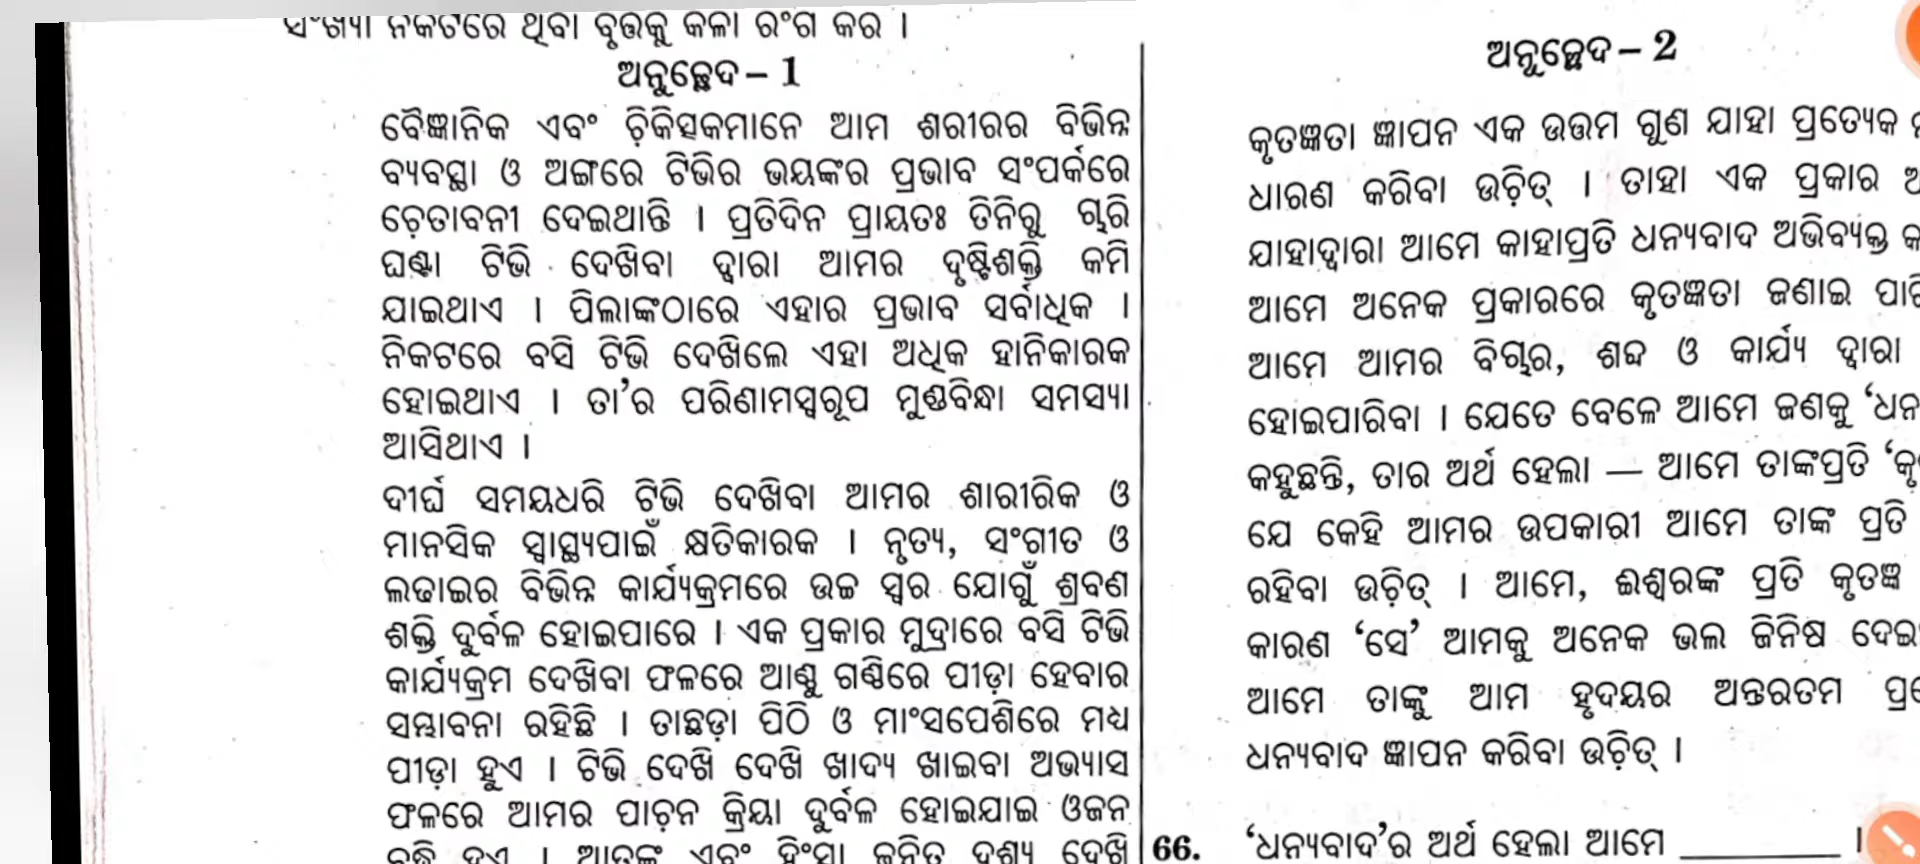 ସଂଖ୍ୟା ନିକଟରେ ଥିବା ବୃତ୍ତକୁ କଳା ରଂଗ କର ।
ଅନୁଚ୍ଛେଦ – 1
ବୈଜ୍ଞାନିକ ଏବଂ ଚ଼ିକିତ୍ସକମାନେ ଆମ ଶରୀରର ବିଭିନ୍ନ
ବ୍ୟବସ୍ଥା ଓ ଅଙ୍ଗରେ ଟିଭିର ଭୟଙ୍କର ପ୍ରଭାବ ସଂପର୍କରେ
ଚ଼େତାବନୀ ଦେଇଥାନ୍ତି । ପ୍ରତିଦିନ ପ୍ରାୟତଃ ତିନିରୁ ଚ଼ାରି
ଘଣ୍ଟା ଟିଭି ଦେଖିବା ଦ୍ୱାରା ଆମର ଦୃଷ୍ଟିଶକ୍ତି କମି
ଯାଇଥାଏ । ପିଲାଙ୍କଠାରେ ଏହାର ପ୍ରଭାବ ସର୍ବାଧିକ ।
ନିକଟରେ ବସି ଟିଭି ଦେଖିଲେ ଏହା ଅଧିକ ହାନିକାରକ
ହୋଇଥାଏ । ତା’ର ପରିଣାମସ୍ୱରୂପ ମୁଣ୍ଡବିନ୍ଧା ସମସ୍ୟା
ଆସିଥାଏ ।
ଦୀର୍ଘ ସମୟଧରି ଟିଭି ଦେଖିବା ଆମର ଶାରୀରିକ ଓ
ମାନସିକ ସ୍ୱାସ୍ଥ୍ୟପାଇଁ କ୍ଷତିକାରକ । ନୃତ୍ୟ, ସଂଗୀତ ଓ
ଲଢାଇର ବିଭିନ୍ନ କାର୍ଯ୍ୟକ୍ରମରେ ଉଚ୍ଚ ସ୍ୱର ଯୋଗୁଁ ଶ୍ରବଣ
ଶକ୍ତି ଦୁର୍ବଳ ହୋଇପାରେ । ଏକ ପ୍ରକାର ମୁଦ୍ରାରେ ବସି ଟିଭି
କାର୍ଯ୍ୟକ୍ରମ ଦେଖିବା ଫଳରେ ଆଣ୍ଠୁ ଗଣ୍ଠିରେ ପୀଡ଼ା ହେବାର
ସମ୍ଭାବନା ରହିଛି । ତାଛଡ଼ା ପିଠି ଓ ମାଂସପେଶିରେ ମଧ୍ୟ
ପୀଡ଼ା ହୁଏ । ଟିଭି ଦେଖି ଦେଖି ଖାଦ୍ୟ ଖାଇବା ଅଭ୍ୟାସ
ଫଳରେ ଆମର ପାଚ଼ନ କ୍ରିୟା ଦୁର୍ବଳ ହୋଇଯାଇ ଓଜନ
ବୃଦ୍ଧି ହୁଏ । ଆତଙ୍କ ଏବଂ ହିଂସା ଜନିତ ଦୃଶ୍ୟ ଦେଖି
ଅନୁଚ୍ଛେଦ – 2
କୃତଜ୍ଞତା ଜ୍ଞାପନ ଏକ ଉତ୍ତମ ଗୁଣ ଯାହା ପ୍ରତ୍ୟେକ
ଧାରଣ କରିବା ଉଚ଼ିତ୍ । ତାହା ଏକ ପ୍ରକାର
ଯାହାଦ୍ୱାରା ଆମେ କାହାପ୍ରତି ଧନ୍ୟବାଦ ଅଭିବ୍ୟକ୍ତ
ଆମେ ଅନେକ ପ୍ରକାରରେ କୃତଜ୍ଞତା ଜଣାଇ
ଆମେ ଆମର ବିଚ଼ାର, ଶବ୍ଦ ଓ କାର୍ଯ୍ୟ ଦ୍ୱାରା
ହୋଇପାରିବା । ଯେତେ ବେଳେ ଆମେ ଜଣକୁ ‘ଧନ
କହୁଛନ୍ତି, ତାର ଅର୍ଥ ହେଲା — ଆମେ ତାଙ୍କପ୍ରତି ‘କୃ
ଯେ କେହି ଆମର ଉପକାରୀ ଆମେ ତାଙ୍କ ପ୍ରତି
ରହିବା ଉଚ଼ିତ୍ । ଆମେ, ଈଶ୍ୱରଙ୍କ ପ୍ରତି କୃତଜ୍ଞ
କାରଣ ‘ସେ’ ଆମକୁ ଅନେକ ଭଲ ଜିନିଷ ଦେଇ
ଆମେ ତାଙ୍କୁ ଆମ ହୃଦୟର ଅନ୍ତରତମ
ଧନ୍ୟବାଦ ଜ୍ଞାପନ କରିବା ଉଚ଼ିତ୍ ।
66. ‘ଧନ୍ୟବାଦ’ର ଅର୍ଥ ହେଲା ଆମେ __________ ।